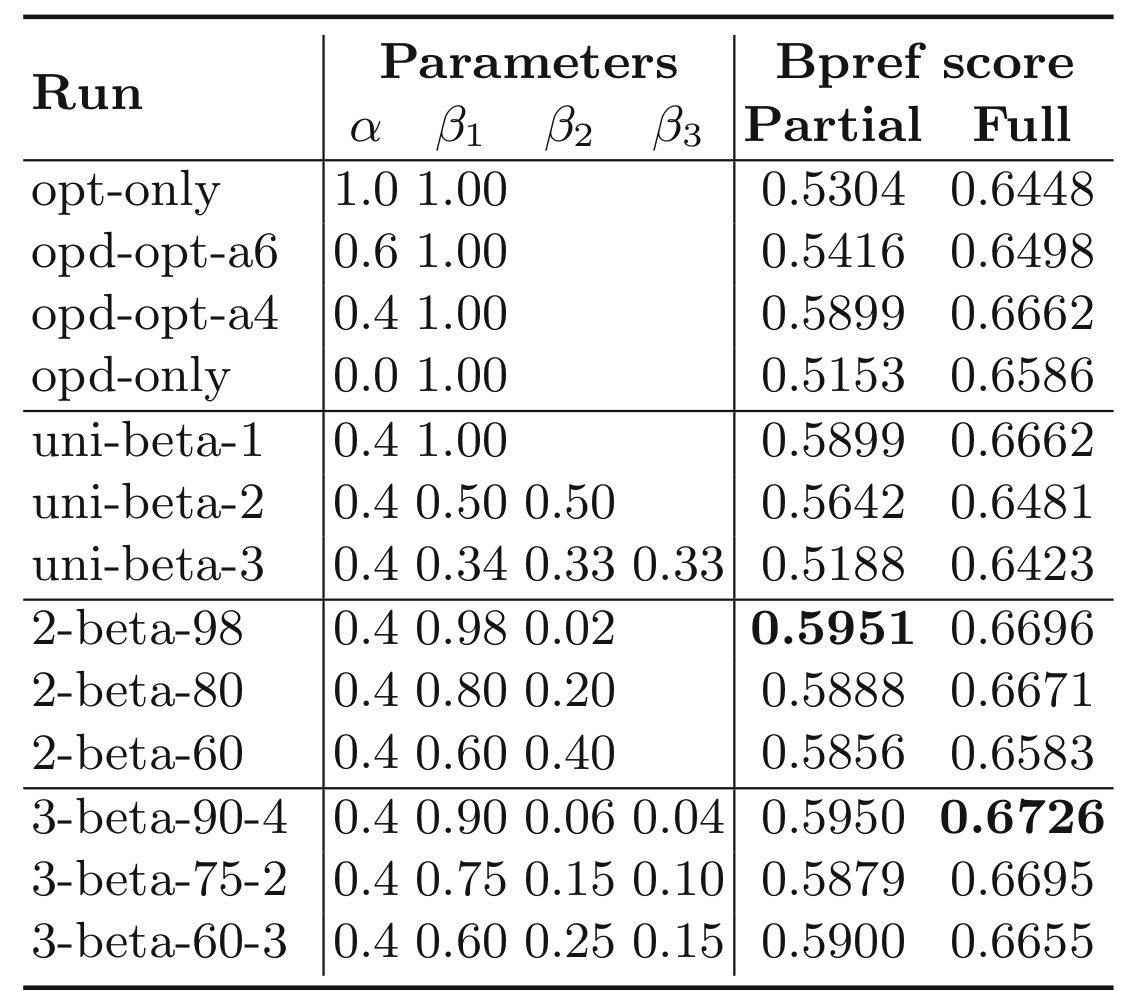 Run Parameters Bpref score
α β1 β2 β3 Partial Full
opt-only 1.0 1.00 0.5304 0.6448
opd-opt-a6 0.6 1.00 0.5416 0.6498
opd-opt-a4 0.4 1.00 0.5899 0.6662
opd-only 0.0 1.00 0.5153 0.6586
uni-beta-1 0.4 1.00 0.5899 0.6662
uni-beta-2 0.4 0.50 0.50 0.5642 0.6481
uni-beta-3 0.4 0.34 0.33 0.33 0.5188 0.6423
2-beta-98 0.4 0.98 0.02 0.5951 0.6696
2-beta-80 0.4 0.80 0.20 0.5888 0.6671
2-beta-60 0.4 0.60 0.40 0.5856 0.6583
3-beta-90-4 0.4 0.90 0.06 0.04 0.5950 0.6726
3-beta-75-2 0.4 0.75 0.15 0.10 0.5879 0.6695
3-beta-60-3 0.4 0.60 0.25 0.15 0.5900 0.6655